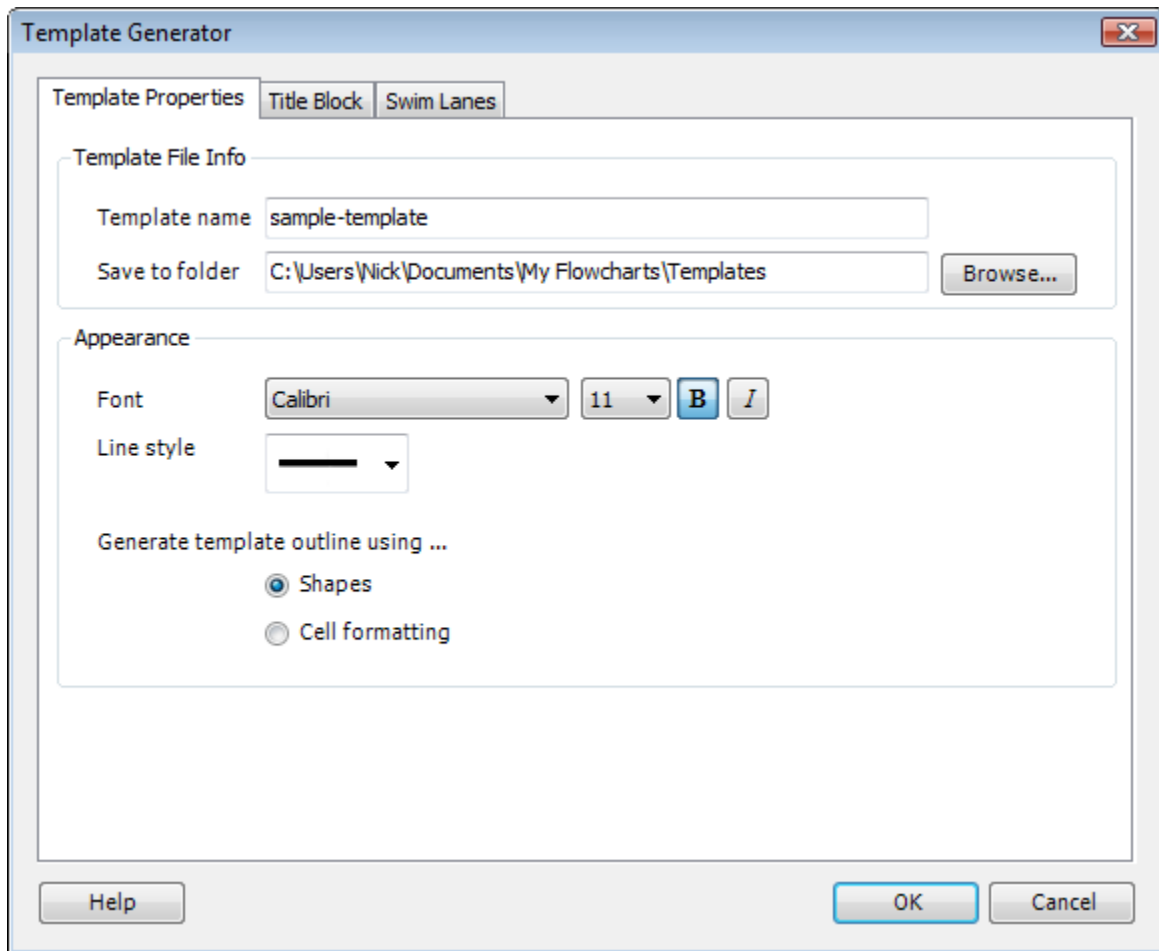 Template Generator
Template Properties Title Block Swim Lanes
Template File Info
Template name sample-template
Save to folder C:\Users\Nick\Documents\My Flowcharts\Templates Browse...
Appearance
Font Calibri 11 B I
Line style
Generate template outline using ...
Shapes
Cell formatting
Help OK Cancel